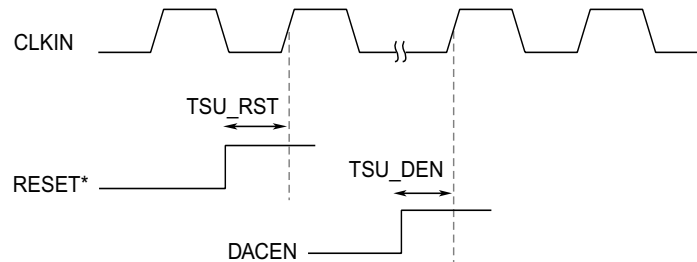 CLKIN
TSU_RST
RESET*
TSU_DEN
DACEN